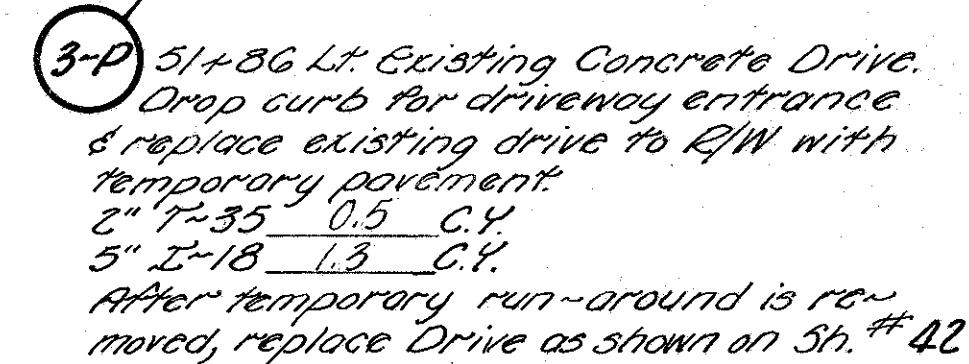 3-P 51+86 Lt. Existing Concrete Drive.
Drop curb for driveway entrance
& replace existing drive to R/W with
temporary pavement.
2" T-35 0.5 C.Y.
5" I-18 1.3 C.Y.
After temporary run-around is re-
moved, replace Drive as shown on Sh. # 42